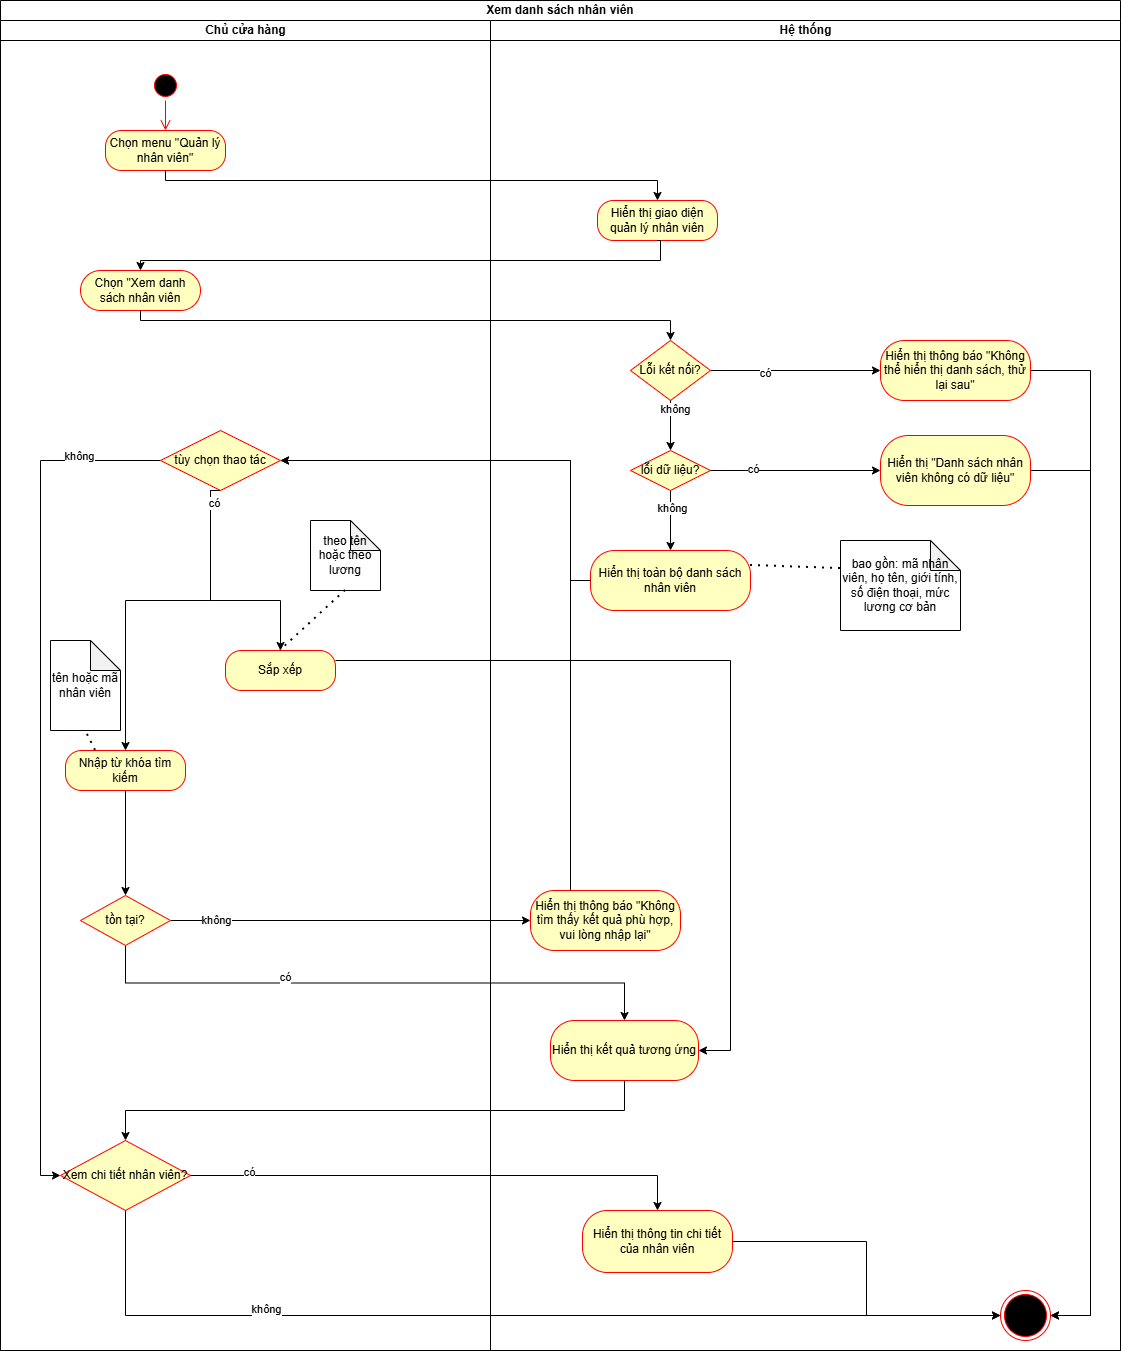 Xem danh sách nhân viên
Chủ cửa hàng
Hệ thống
Chọn menu "Quản lý
nhân viên"
Hiển thị giao diện
quản lý nhân viên
Chọn "Xem danh
sách nhân viên
Lỗi kết nối?
có
Hiển thị thông báo "Không
thể hiển thị danh sách, thử
lại sau"
không
tùy chọn thao tác
không
có
lỗi dữ liệu?
có
Hiển thị "Danh sách nhân
viên không có dữ liệu"
không
theo tên
hoặc theo
lương
Hiển thị toàn bộ danh sách
nhân viên
bao gồn: mã nhân
viên, họ tên, giới tính,
số điện thoại, mức
lương cơ bản
Sắp xếp
tên hoặc mã
nhân viên
Nhập từ khóa tìm
kiếm
tồn tại?
không
Hiển thị thông báo "Không
tìm thấy kết quả phù hợp,
vui lòng nhập lại"
có
Hiển thị kết quả tương ứng
Xem chi tiết nhân viên?
có
Hiển thị thông tin chi tiết
của nhân viên
không